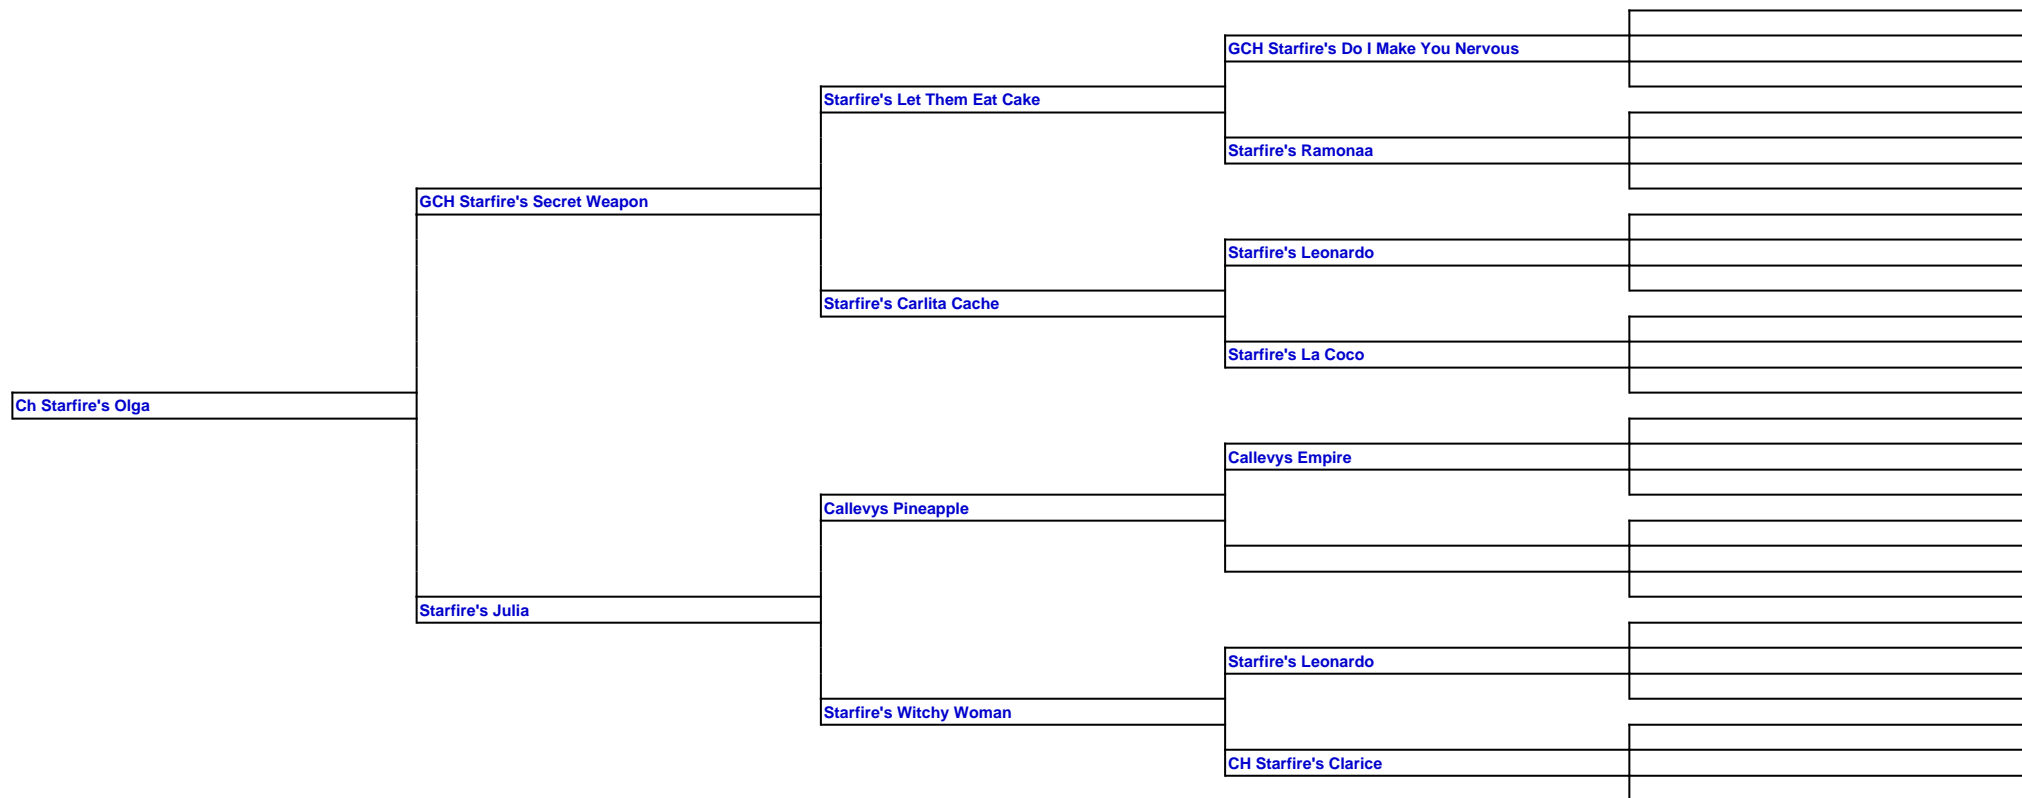 GCH Starfire's Do I Make You Nervous
Starfire's Let Them Eat Cake
Starfire's Ramonaa
GCH Starfire's Secret Weapon
Starfire's Leonardo
Starfire's Carlita Cache
Starfire's La Coco
Ch Starfire's Olga
Callevys Empire
Callevys Pineapple
Starfire's Julia
Starfire's Leonardo
Starfire's Witchy Woman
CH Starfire's Clarice